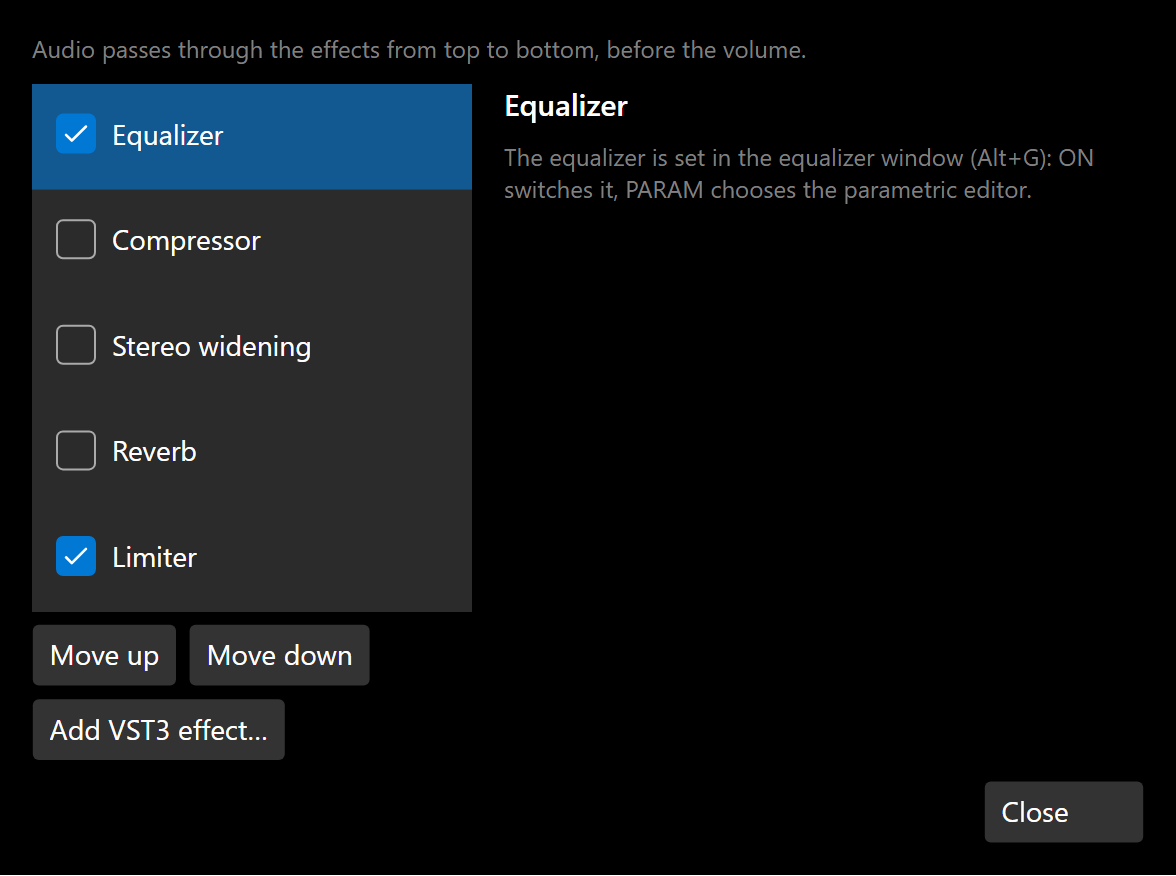 Audio passes through the effects from top to bottom, before the volume.
Equalizer
Compressor
Stereo widening
Reverb
Limiter
Move up
Move down
Add VST3 effect...
Equalizer
The equalizer is set in the equalizer window (Alt+G): ON
switches it, PARAM chooses the parametric editor.
Close